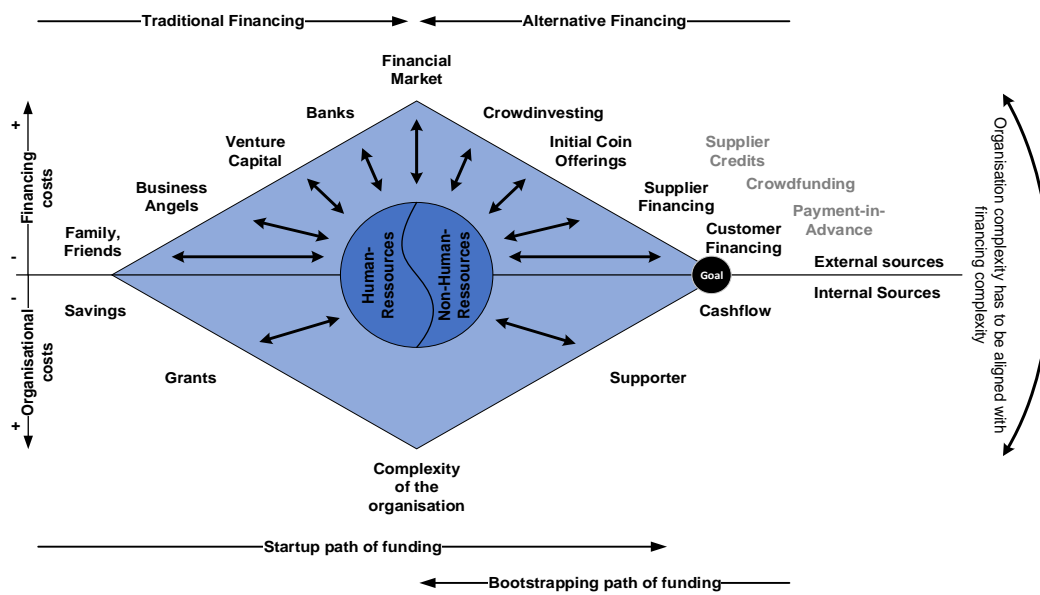 Traditional Financing
Alternative Financing
Financial
Market
Banks
Crowdinvesting
Venture
Capital
Initial Coin
Offerings
Supplier
Credits
Business
Angels
Supplier
Financing
Crowdfunding
Payment-in-
Advance
Family,
Friends
Customer
Financing
External sources
Internal Sources
Goal
Savings
Cashflow
Human-
Ressources
Non-Human-
Ressources
Grants
Supporter
Complexity
of the
organisation
+
Financing
costs
-
-
Organisational
costs
+
Organisation complexity has to be aligned with
financing complexity
Startup path of funding
Bootstrapping path of funding